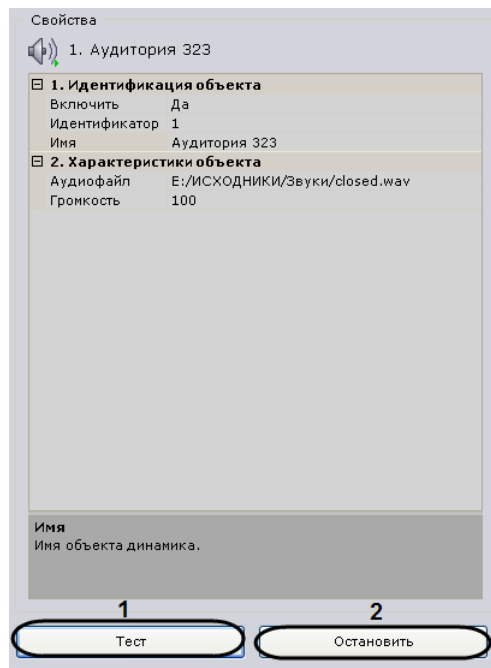 Свойства
1. Аудитория 323
1. Идентификация объекта
Включить Да
Идентификатор 1
Имя Аудитория 323
2. Характеристики объекта
Аудиофайл E:/ИСХОДНИКИ/Звуки/closed.wav
Громкость 100
Имя
Имя объекта динамика.
1 2
Тест Остановить